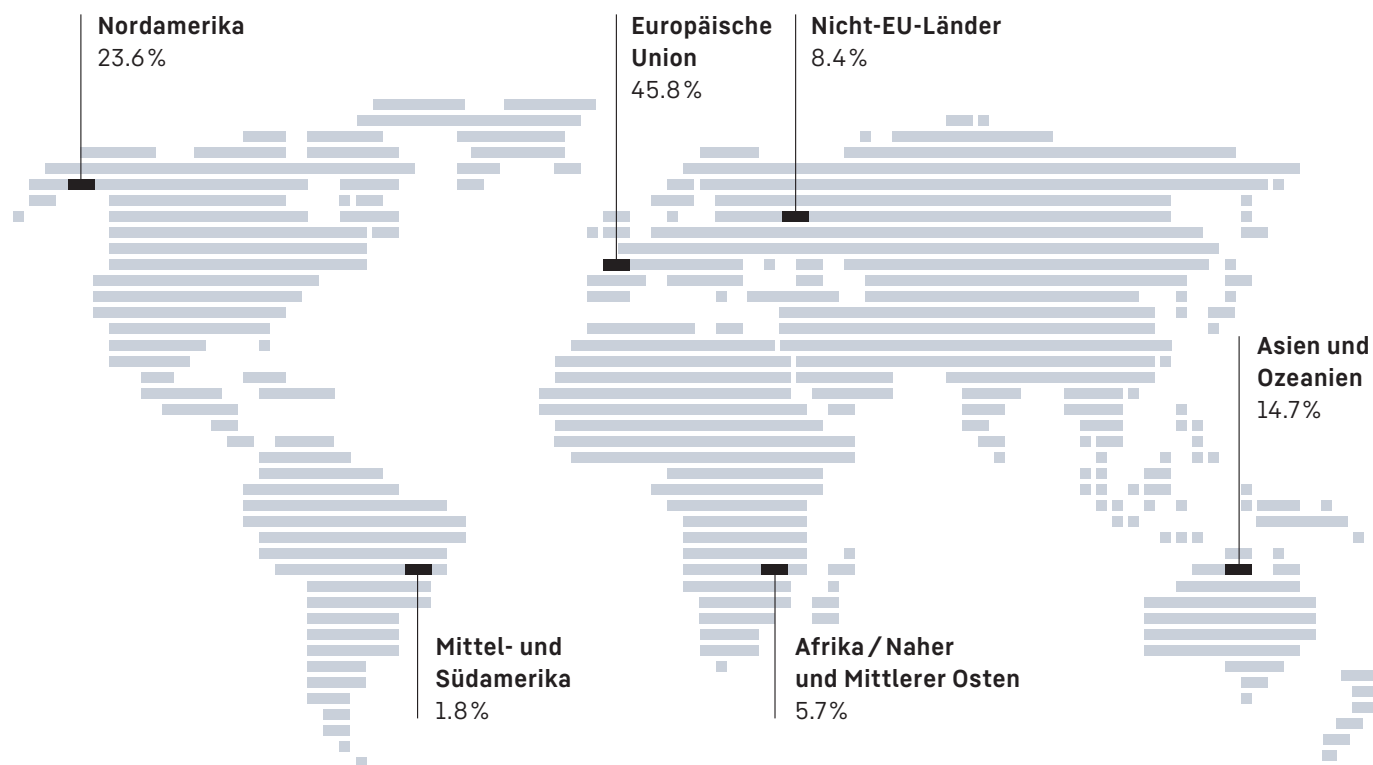 Nordamerika
23.6 %
Europäische
Union
45.8 %
Nicht-EU-Länder
8.4 %
Asien und
Ozeanien
14.7 %
Mittel- und
Südamerika
1.8 %
Afrika / Naher
und Mittlerer Osten
5.7 %